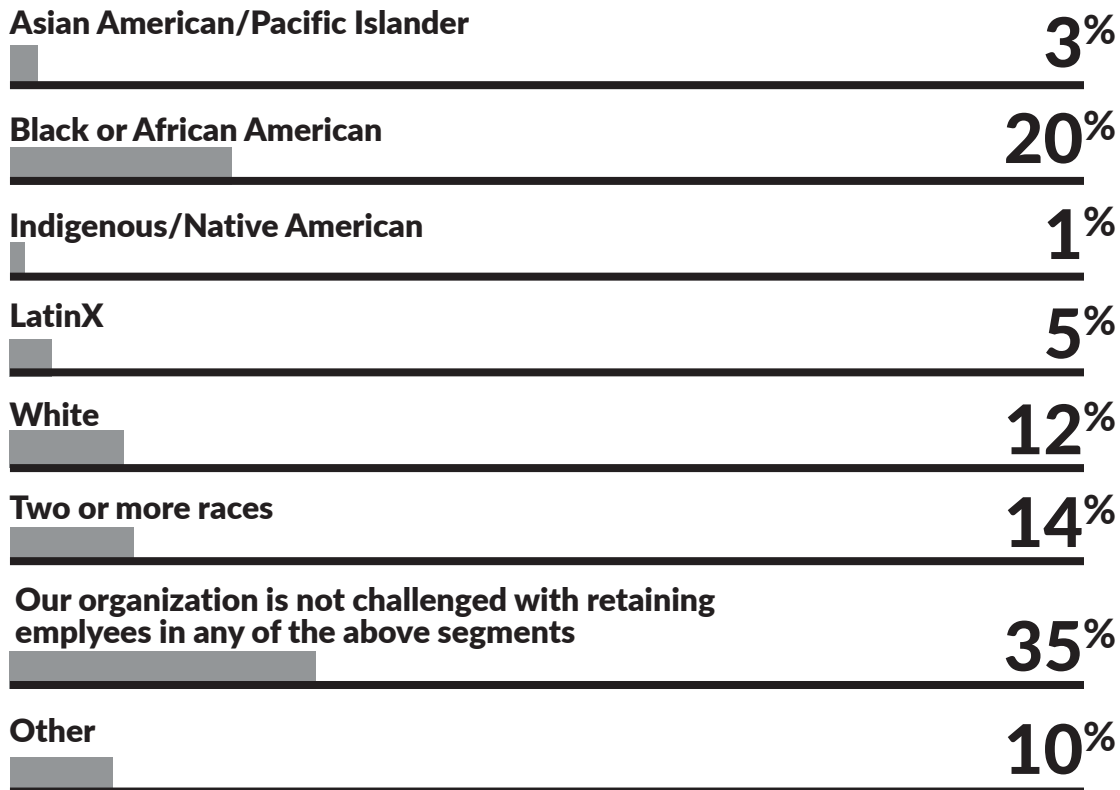 Asian American/Pacific Islander
3%
Black or African American
20%
Indigenous/Native American
1%
LatinX
5%
White
12%
Two or more races
14%
Our organization is not challenged with retaining
emplyees in any of the above segments
35%
Other
10%